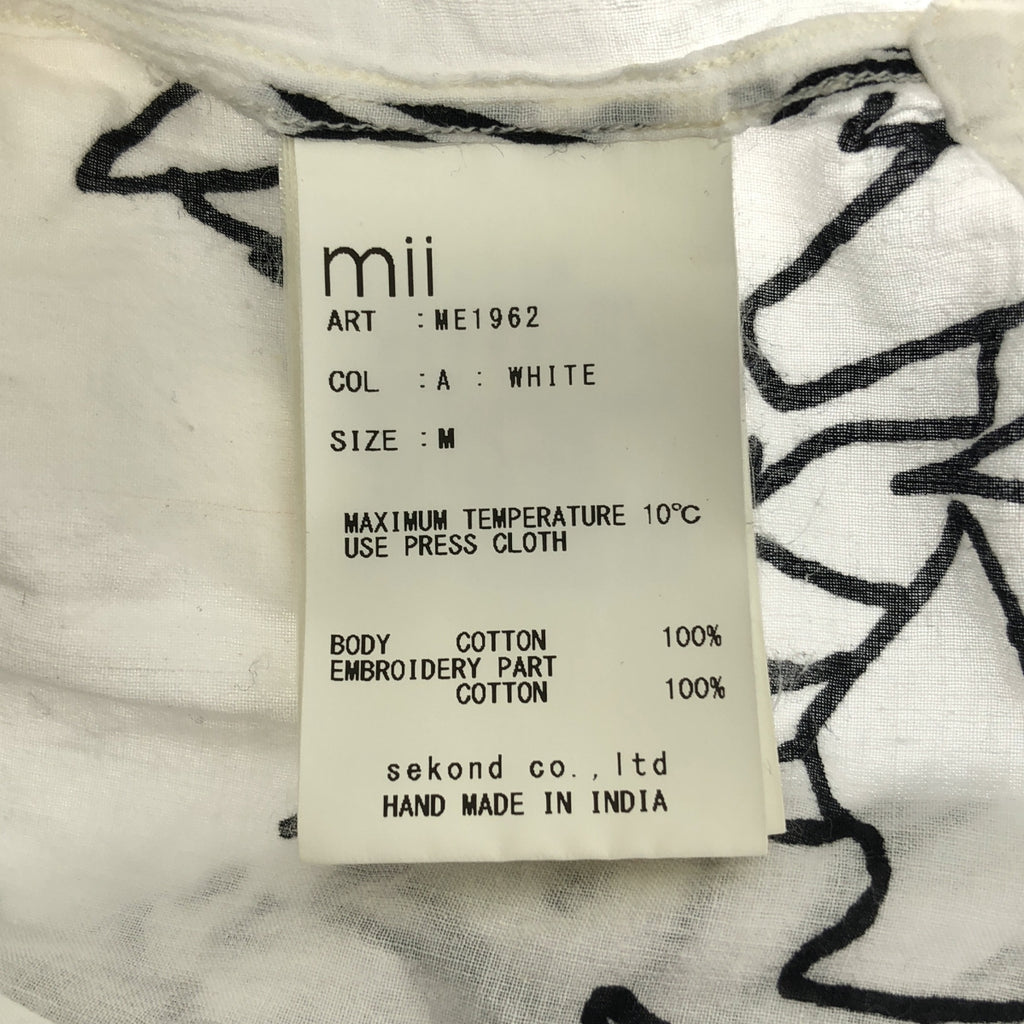 mii
ART : ME1962
COL : A : WHITE
SIZE : M
MAXIMUM TEMPERATURE 10℃
USE PRESS CLOTH
BODY COTTON 100%
EMBROIDERY PART
COTTON 100%
sekond co.,ltd
HAND MADE IN INDIA